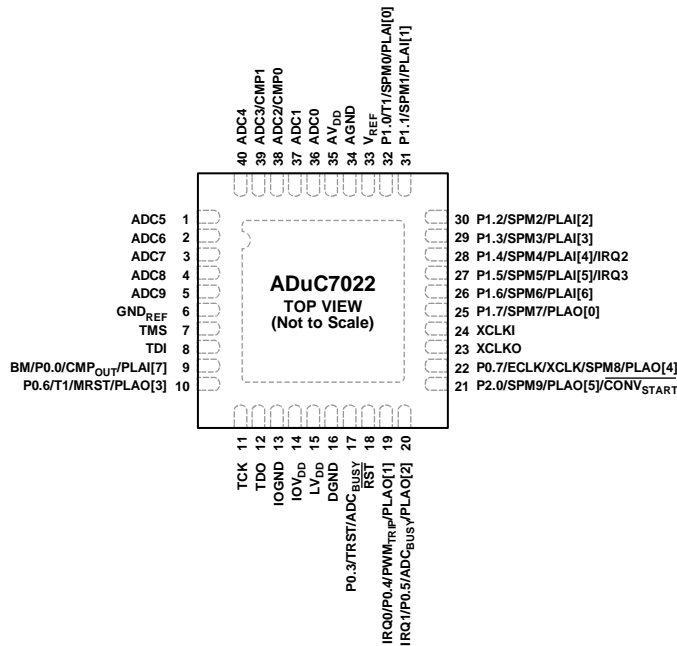 40 ADC4
39 ADC3/CMP1
38 ADC2/CMP0
37 ADC1
36 ADC0
35 AVDD
34 AGND
33 VREF
32 P1.0/T1/SPM0/PLAI[0]
31 P1.1/SPM1/PLAI[1]
ADC5 1
ADC6 2
ADC7 3
ADC8 4
ADC9 5
GNDREF 6
TMS 7
TDI 8
BM/P0.0/CMPOUT/PLAI[7] 9
P0.6/T1/MRST/PLAO[3] 10
ADuC7022
TOP VIEW
(Not to Scale)
30 P1.2/SPM2/PLAI[2]
29 P1.3/SPM3/PLAI[3]
28 P1.4/SPM4/PLAI[4]/IRQ2
27 P1.5/SPM5/PLAI[5]/IRQ3
26 P1.6/SPM6/PLAI[6]
25 P1.7/SPM7/PLAO[0]
24 XCLKI
23 XCLKO
22 P0.7/ECLK/XCLK/SPM8/PLAO[4]
21 P2.0/SPM9/PLAO[5]/CONVSTART
TCK 11
TDO 12
IOGND 13
IOVDD 14
LVDD 15
DGND 16
P0.3/TRST/ADCBUSY 17
RST 18
IRQ0/P0.4/PWMTRIP/PLAO[1] 19
IRQ1/P0.5/ADCBUSY/PLAO[2] 20